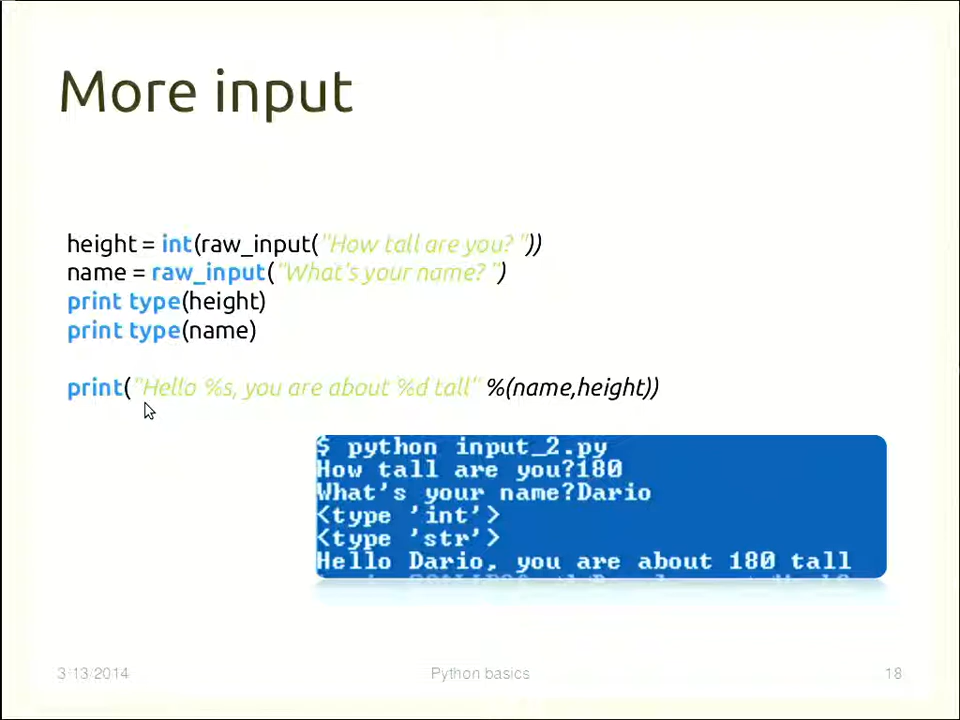 More input
height = int(raw_input("How tall are you? "))
name = raw_input("What's your name? ")
print type(height)
print type(name)
print("Hello %s, you are about %d tall" %(name,height))
$ python input_2.py
How tall are you?180
What's your name?Dario
<type 'int'>
<type 'str'>
Hello Dario, you are about 180 tall
3/13/2014
Python basics
18